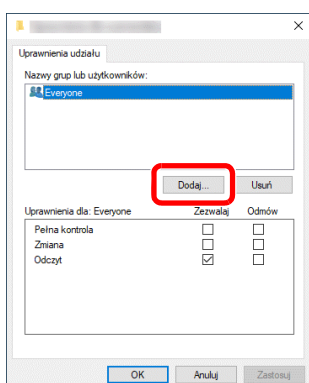 Uprawnienia udziału
Nazwy grup lub użytkowników:
Everyone
Dodaj... Usuń
Uprawnienia dla: Everyone Zezwalaj Odmów
Pełna kontrola
Zmiana
Odczyt
OK Anuluj Zastosuj